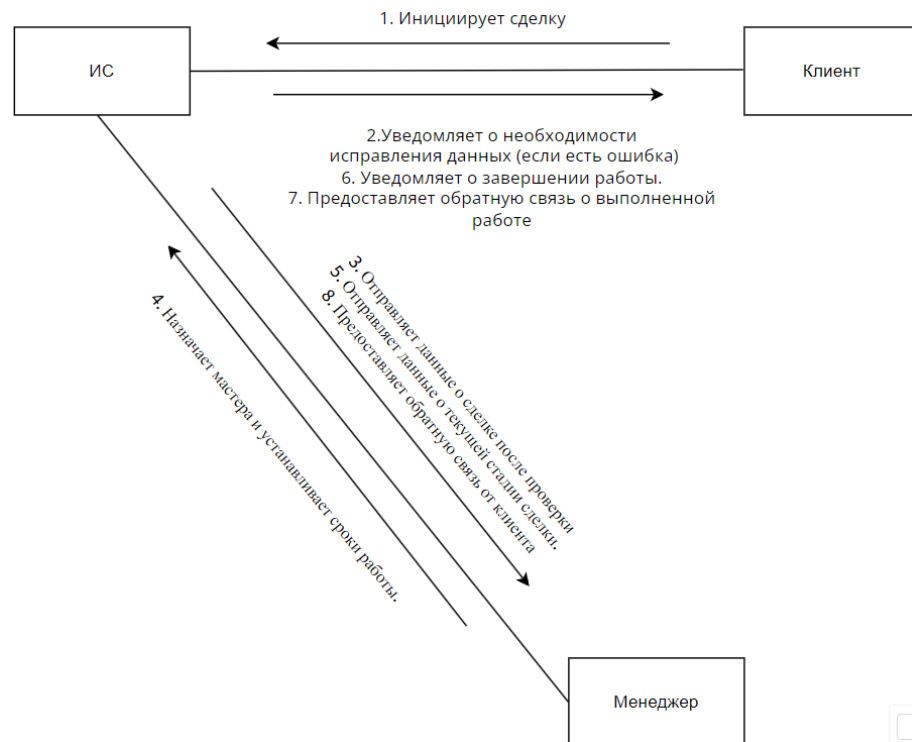 1. Инициирует сделку
ИС
Клиент
2.Уведомляет о необходимости
исправления данных (если есть ошибка)
6. Уведомляет о завершении работы.
7. Предоставляет обратную связь о выполненной
работе
3. Отправляет данные о сделке после проверки
5. Отправляет данные о текущей стадии сделки.
8. Предоставляет обратную связь от клиента
4. Назначает мастера и устанавливает сроки работы.
Менеджер